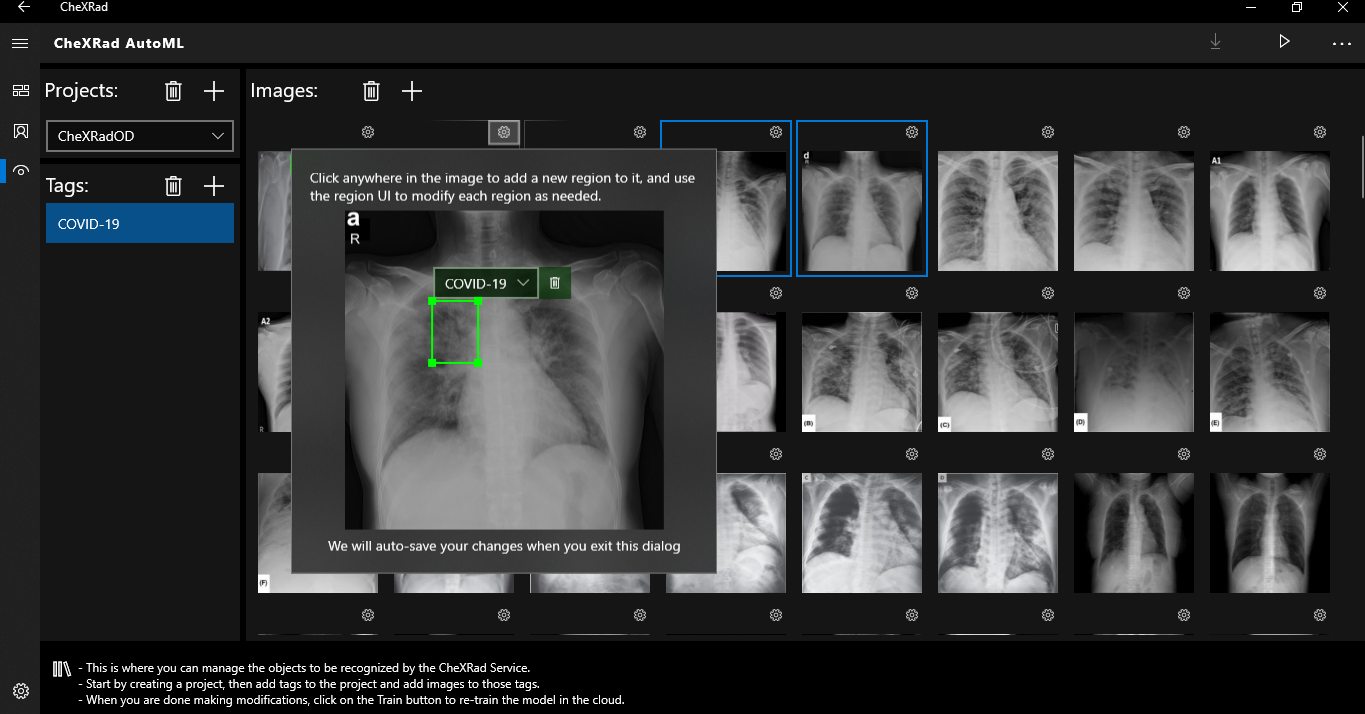 CheXRad
CheXRad AutoML
Projects:
CheXRadOD
Tags:
COVID-19
Images:
Click anywhere in the image to add a new region to it, and use
the region UI to modify each region as needed.
a
R
COVID-19
We will auto-save your changes when you exit this dialog
d
A1
A2
R
(B)
(C)
(D)
(E)
(F)
C
D
- This is where you can manage the objects to be recognized by the CheXRad Service.
- Start by creating a project, then add tags to the project and add images to those tags.
- When you are done making modifications, click on the Train button to re-train the model in the cloud.